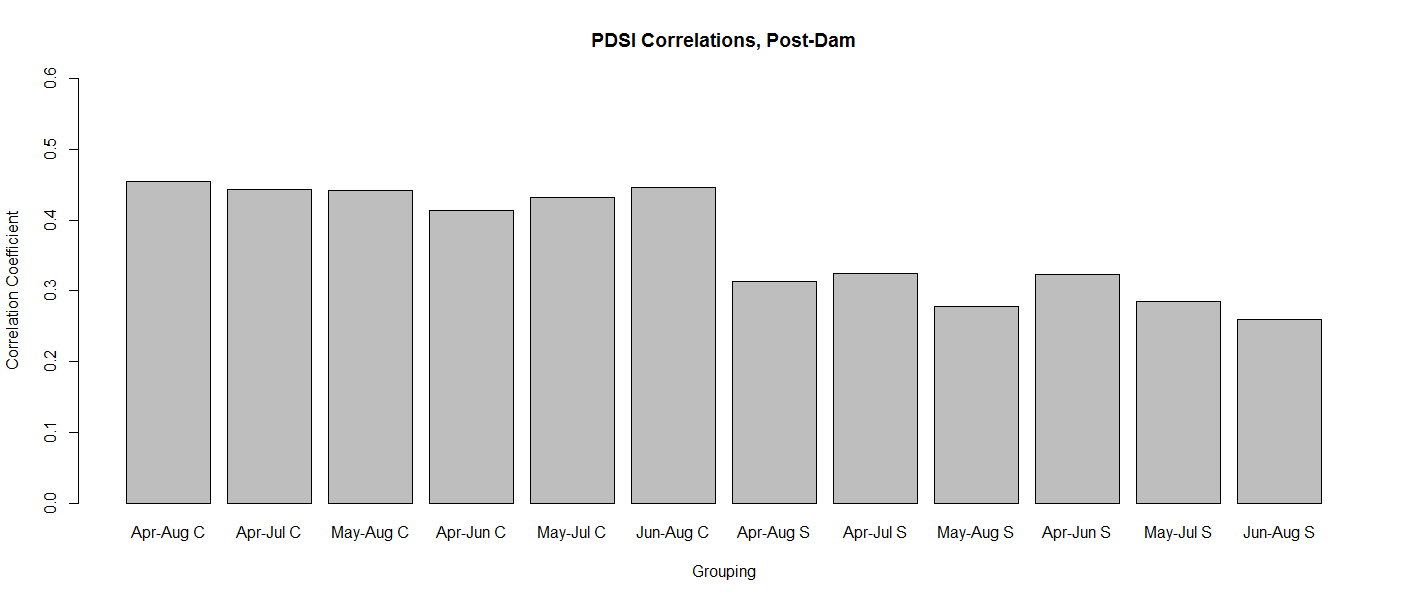 PDSI Correlations, Post-Dam
Correlation Coefficient
0.6
0.5
0.4
0.3
0.2
0.1
0.0
Apr-Aug C Apr-Jul C May-Aug C Apr-Jun C May-Jul C Jun-Aug C Apr-Aug S Apr-Jul S May-Aug S Apr-Jun S May-Jul S Jun-Aug S
Grouping